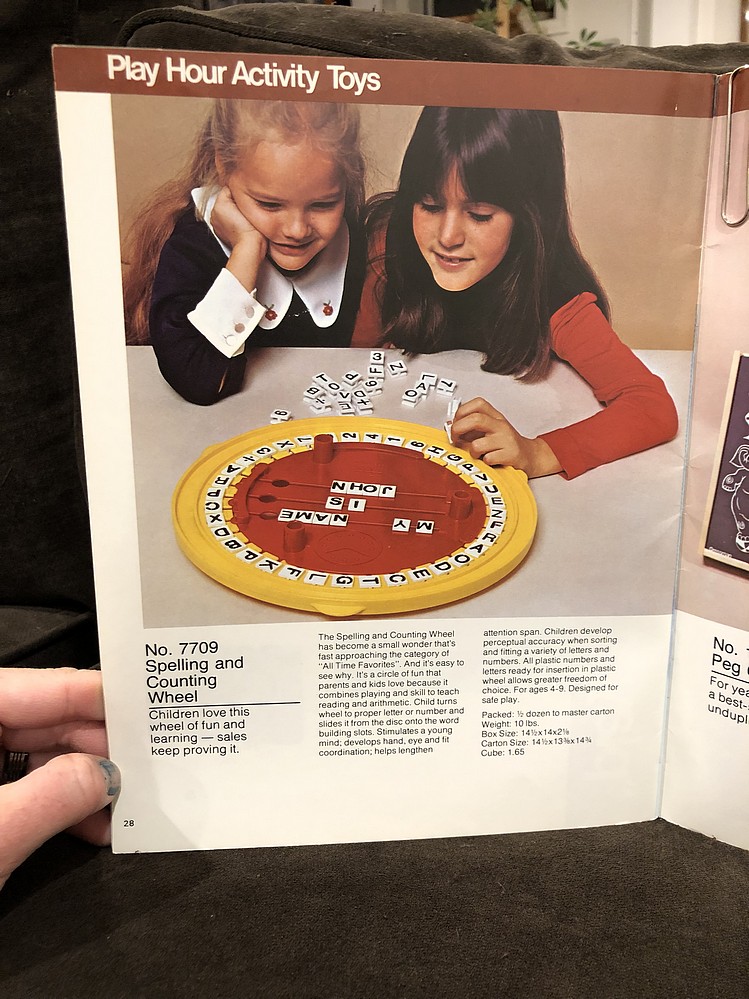 Play Hour Activity Toys
JOHN
IS
MY NAME
No. 7709
Spelling and
Counting
Wheel
Children love this
wheel of fun and
learning — sales
keep proving it.
The Spelling and Counting Wheel
has become a small wonder that's
fast approaching the category of
"All Time Favorites". And it's easy to
see why. It's a circle of fun that
parents and kids love because it
combines playing and skill to teach
reading and arithmetic. Child turns
wheel to proper letter or number and
slides it from the disc onto the word
building slots. Stimulates a young
mind; develops hand, eye and fit
coordination; helps lengthen
attention span. Children develop
perceptual accuracy when sorting
and fitting a variety of letters and
numbers. All plastic numbers and
letters ready for insertion in plastic
wheel allows greater freedom of
choice. For ages 4-9. Designed for
safe play.
Packed: ½ dozen to master carton
Weight: 10 lbs.
Box Size: 14½x14x2⅛
Carton Size: 14½x13⅜x14¾
Cube: 1.65
28
No.
Peg
For
a best-